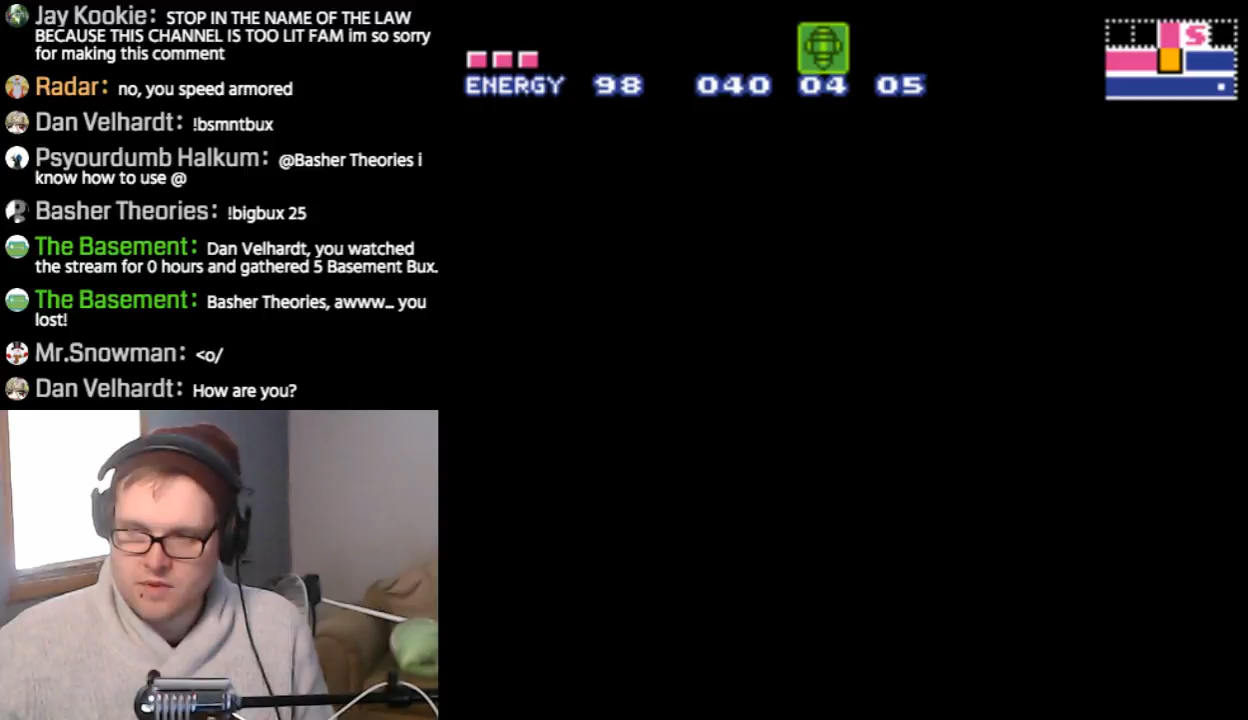 Jay Kookie: STOP IN THE NAME OF THE LAW
BECAUSE THIS CHANNEL IS TOO LIT FAM im so sorry
for making this comment
Radar: no, you speed armored
Dan Velhardt: !bsmntbux
Psyourdumb Halkum: @Basher Theories i
know how to use @
Basher Theories: !bigbux 25
The Basement: Dan Velhardt, you watched
the stream for 0 hours and gathered 5 Basement Bux.
The Basement: Basher Theories, awww... you
lost!
Mr.Snowman: <o/
Dan Velhardt: How are you?
ENERGY 98 040 04 05
S